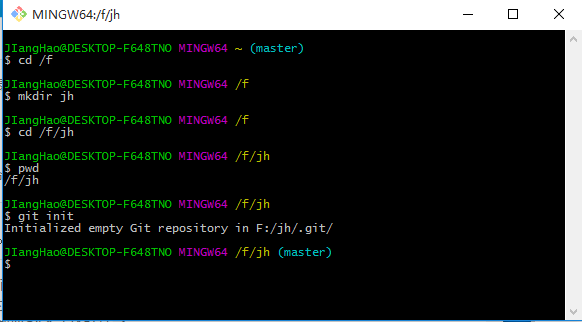 MINGW64:/f/jh
JIangHao@DESKTOP-F648TNO MINGW64 ~ (master)
$ cd /f
JIangHao@DESKTOP-F648TNO MINGW64 /f
$ mkdir jh
JIangHao@DESKTOP-F648TNO MINGW64 /f
$ cd /f/jh
JIangHao@DESKTOP-F648TNO MINGW64 /f/jh
$ pwd
/f/jh
JIangHao@DESKTOP-F648TNO MINGW64 /f/jh
$ git init
Initialized empty Git repository in F:/jh/.git/
JIangHao@DESKTOP-F648TNO MINGW64 /f/jh (master)
$